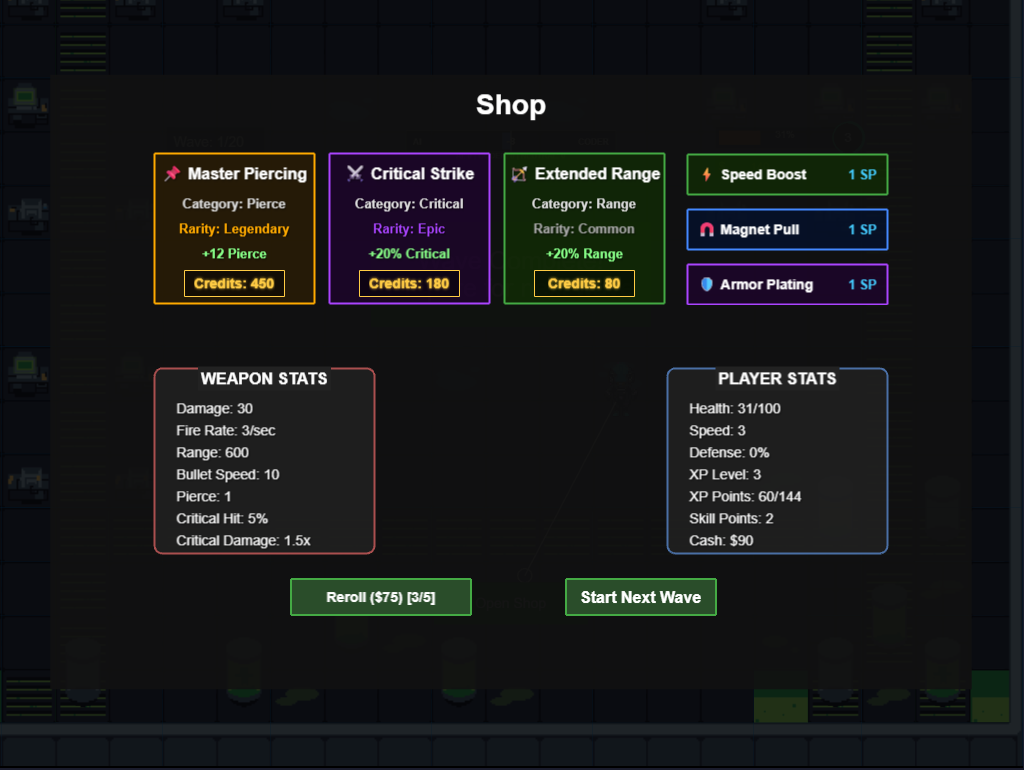 Shop
Master Piercing
Category: Pierce
Rarity: Legendary
+12 Pierce
Credits: 450
Critical Strike
Category: Critical
Rarity: Epic
+20% Critical
Credits: 180
Extended Range
Category: Range
Rarity: Common
+20% Range
Credits: 80
Speed Boost 1 SP
Magnet Pull 1 SP
Armor Plating 1 SP
WEAPON STATS
Damage: 30
Fire Rate: 3/sec
Range: 600
Bullet Speed: 10
Pierce: 1
Critical Hit: 5%
Critical Damage: 1.5x
PLAYER STATS
Health: 31/100
Speed: 3
Defense: 0%
XP Level: 3
XP Points: 60/144
Skill Points: 2
Cash: $90
Reroll ($75) [3/5]
Start Next Wave